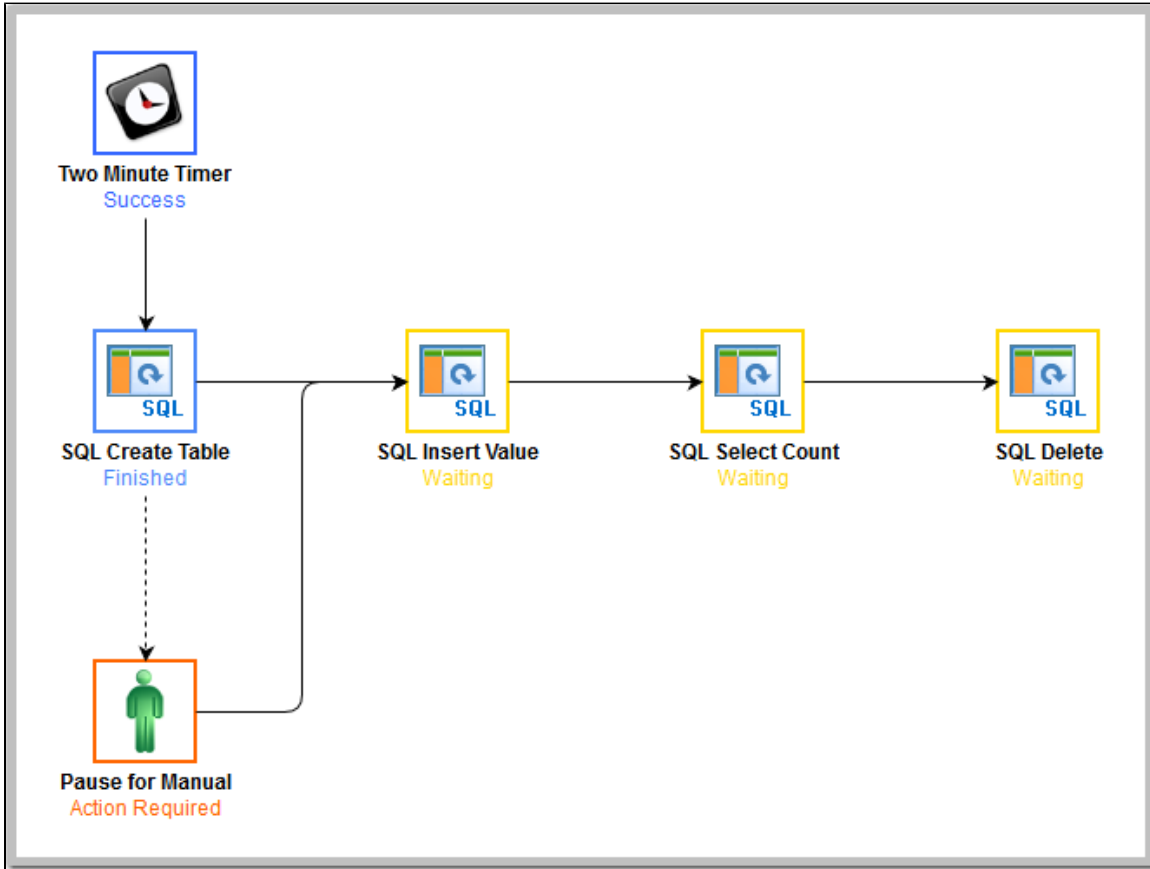 Two Minute Timer
Success
SQL
SQL Create Table
Finished
SQL
SQL Insert Value
Waiting
SQL
SQL Select Count
Waiting
SQL
SQL Delete
Waiting
Pause for Manual
Action Required